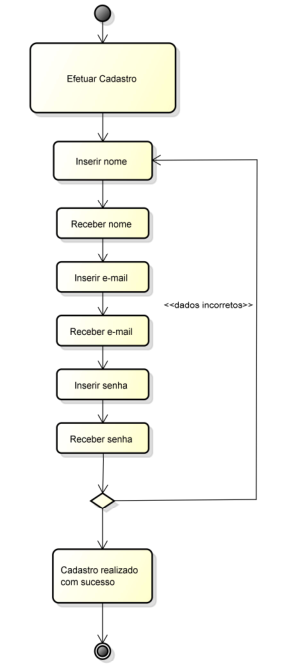 Efetuar Cadastro
Inserir nome
Receber nome
Inserir e-mail
<<dados incorretos>>
Receber e-mail
Inserir senha
Receber senha
Cadastro realizado
com sucesso